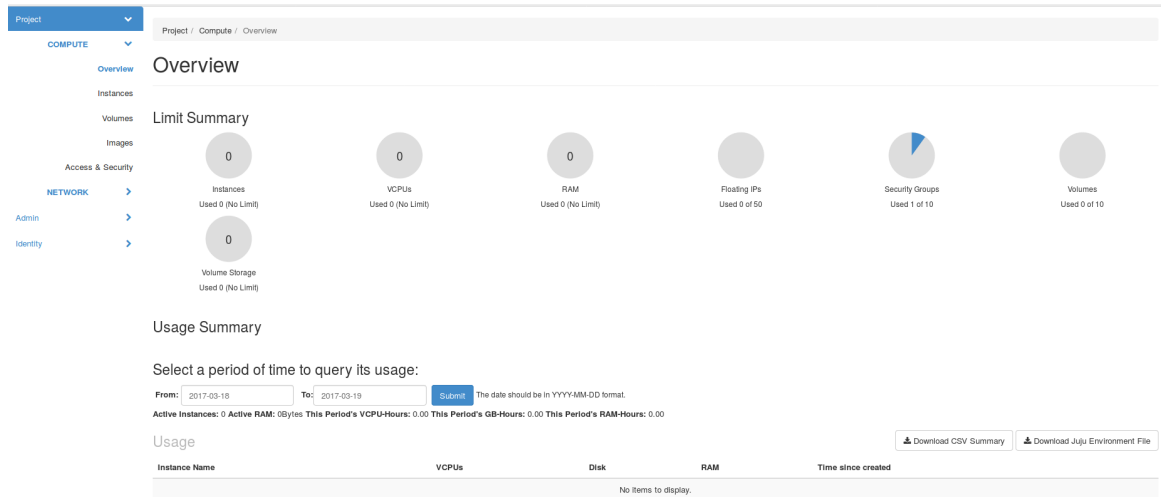 Project
COMPUTE
Overview
Instances
Volumes
Images
Access & Security
NETWORK
Admin
Identity
Project / Compute / Overview
Overview
Limit Summary
0 0 0
Instances VCPUs RAM Floating IPs Security Groups Volumes
Used 0 (No Limit) Used 0 (No Limit) Used 0 (No Limit) Used 0 of 50 Used 1 of 10 Used 0 of 10
0
Volume Storage
Used 0 (No Limit)
Usage Summary
Select a period of time to query its usage:
From: 2017-03-18 To: 2017-03-19 Submit The date should be in YYYY-MM-DD format.
Active Instances: 0 Active RAM: 0Bytes This Period's VCPU-Hours: 0.00 This Period's GB-Hours: 0.00 This Period's RAM-Hours: 0.00
Usage Download CSV Summary Download Juju Environment File
Instance Name VCPUs Disk RAM Time since created
No items to display.